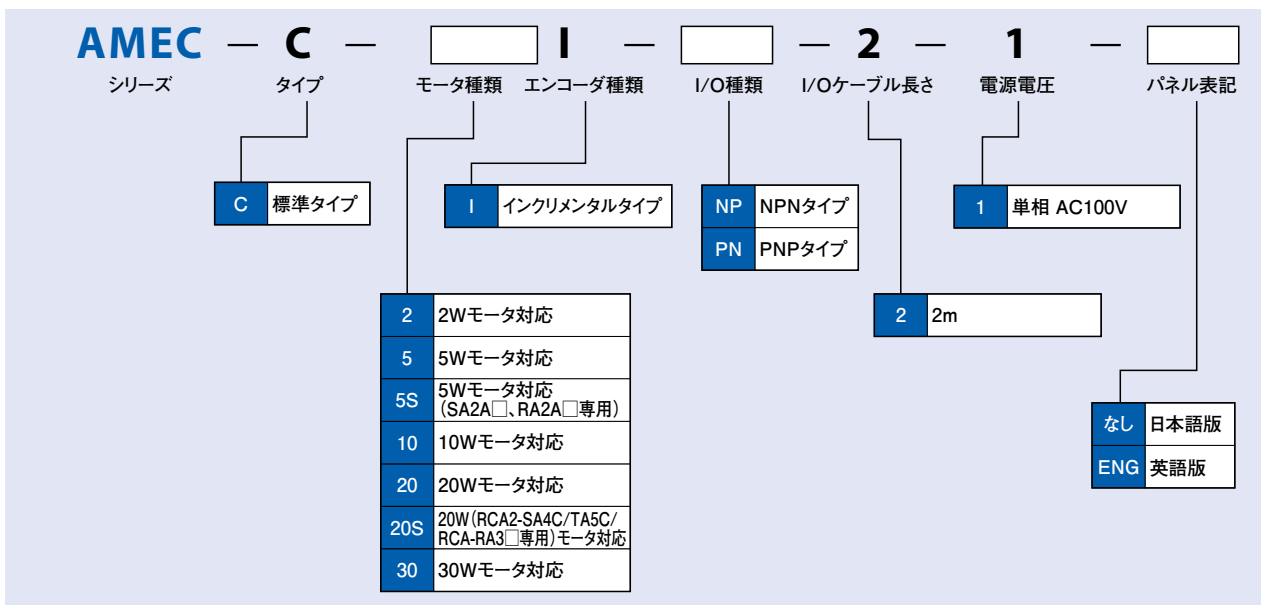 AMEC － C － □ I － □ － 2 － 1 － □
シリーズ タイプ モータ種類 エンコーダ種類 I/O種類 I/Oケーブル長さ 電源電圧 パネル表記
C 標準タイプ
I インクリメンタルタイプ
NP NPNタイプ
PN PNPタイプ
1 単相 AC100V
2 2Wモータ対応
5 5Wモータ対応
5S 5Wモータ対応
（SA2A□、RA2A□専用）
10 10Wモータ対応
20 20Wモータ対応
20S 20W（RCA2-SA4C/TA5C/
RCA-RA3□専用）モータ対応
30 30Wモータ対応
2 2m
なし 日本語版
ENG 英語版